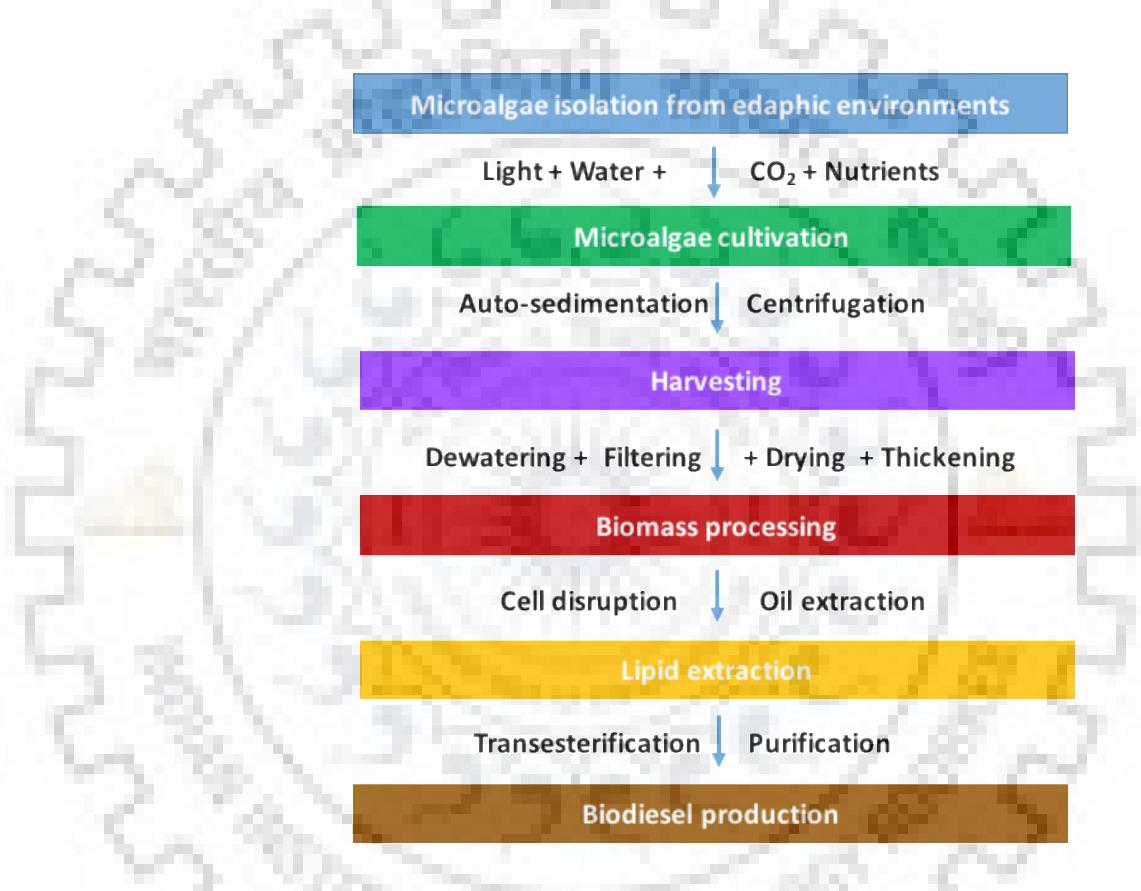 Microalgae isolation from edaphic environments
Light + Water + CO₂ + Nutrients
Microalgae cultivation
Auto-sedimentation Centrifugation
Harvesting
Dewatering + Filtering + Drying + Thickening
Biomass processing
Cell disruption Oil extraction
Lipid extraction
Transesterification Purification
Biodiesel production